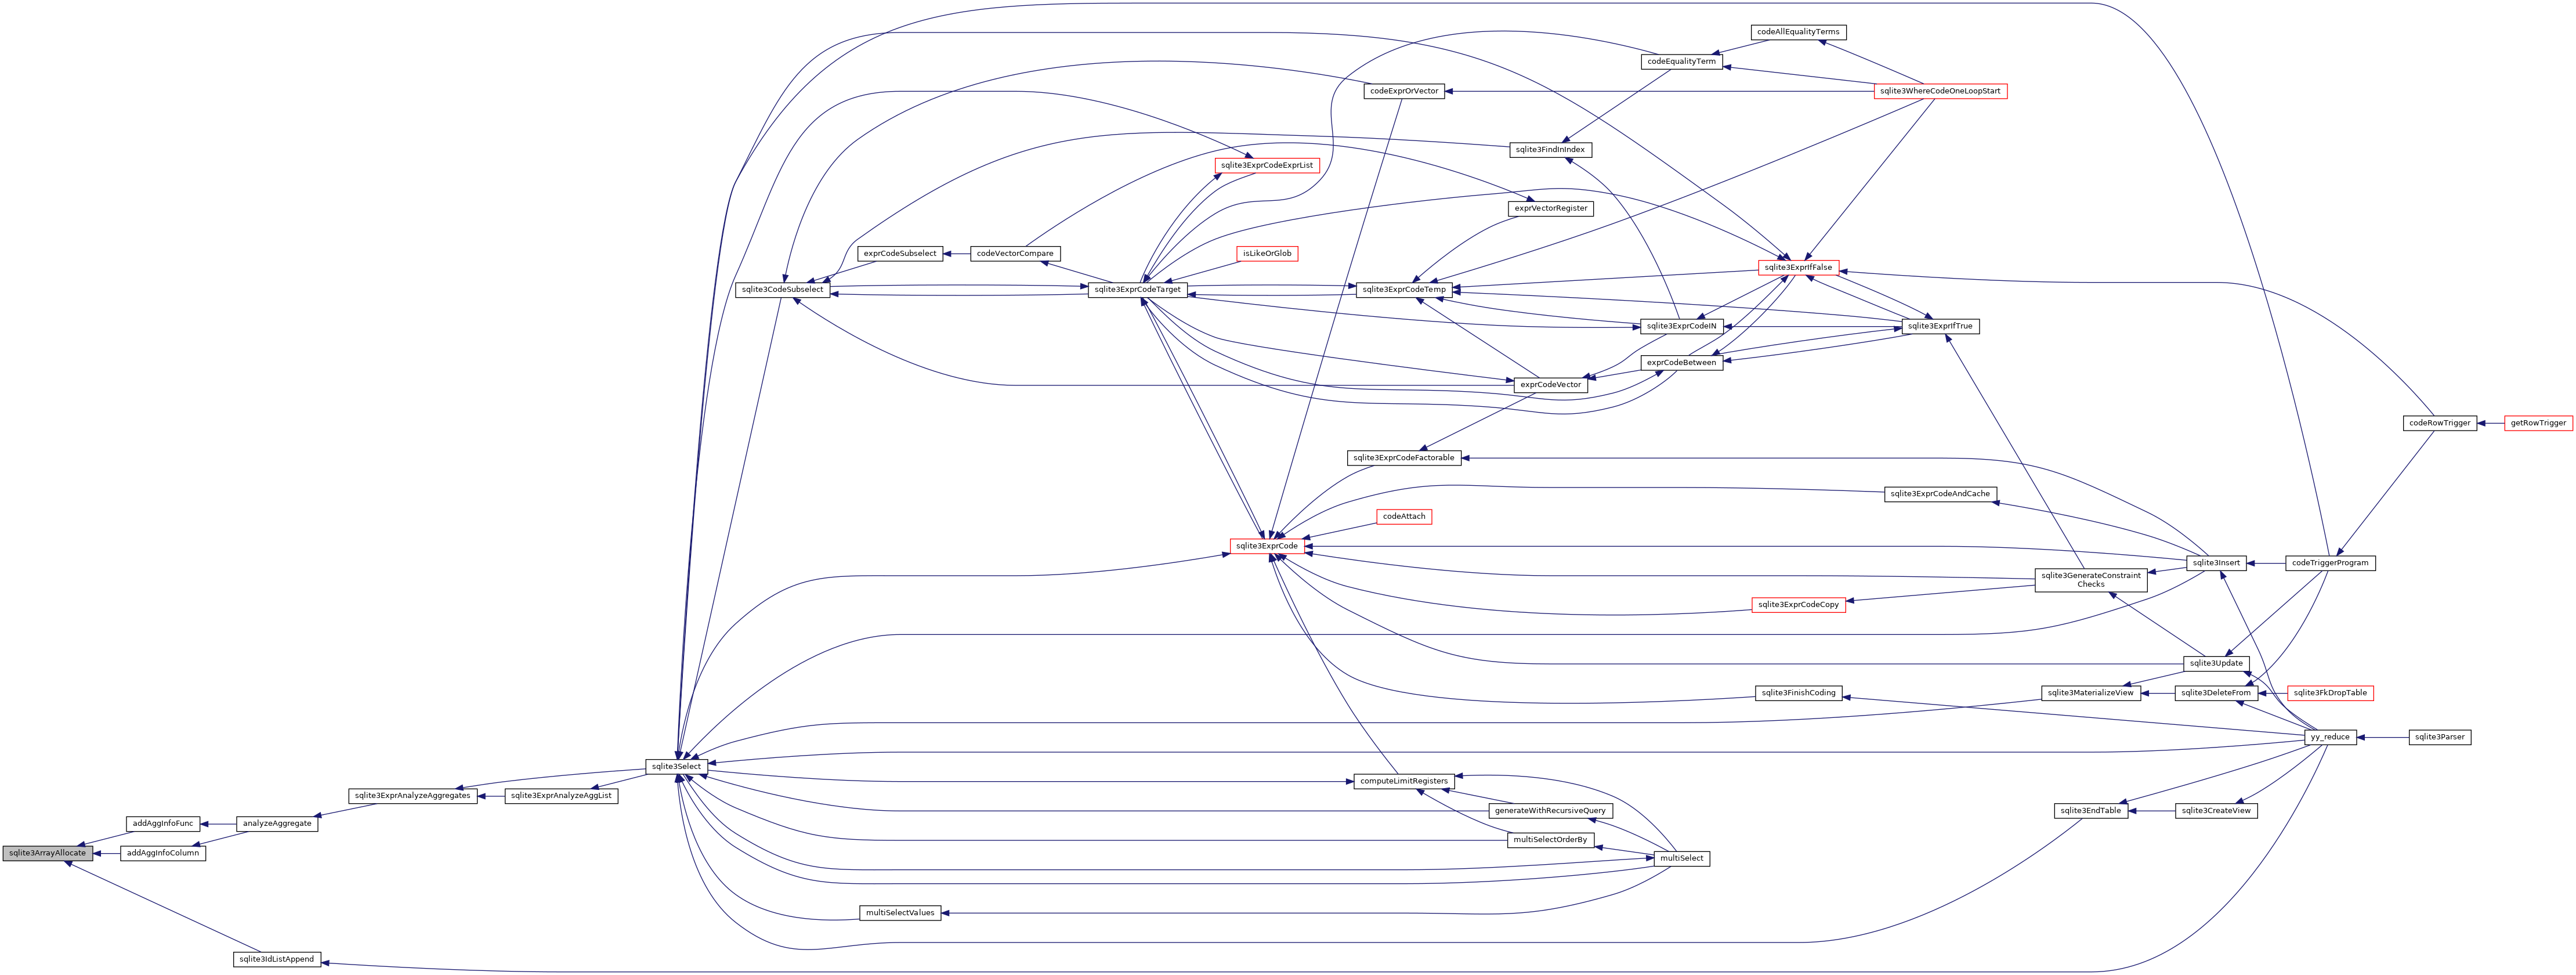 codeAllEqualityTerms
codeEqualityTerm
codeExprOrVector
sqlite3WhereCodeOneLoopStart
sqlite3FindInIndex
sqlite3ExprCodeExprList
exprVectorRegister
exprCodeSubselect
codeVectorCompare
isLikeOrGlob
sqlite3ExprIfFalse
sqlite3CodeSubselect
sqlite3ExprCodeTarget
sqlite3ExprCodeTemp
sqlite3ExprCodeIN
sqlite3ExprIfTrue
exprCodeBetween
exprCodeVector
codeRowTrigger
getRowTrigger
sqlite3ExprCodeFactorable
sqlite3ExprCodeAndCache
codeAttach
sqlite3ExprCode
sqlite3Insert
codeTriggerProgram
sqlite3GenerateConstraint
Checks
sqlite3ExprCodeCopy
sqlite3Update
sqlite3FinishCoding
sqlite3MaterializeView
sqlite3DeleteFrom
sqlite3FkDropTable
yy_reduce
sqlite3Parser
sqlite3Select
computeLimitRegisters
sqlite3ExprAnalyzeAggregates
sqlite3ExprAnalyzeAggList
generateWithRecursiveQuery
sqlite3EndTable
sqlite3CreateView
addAggInfoFunc
analyzeAggregate
multiSelectOrderBy
sqlite3ArrayAllocate
addAggInfoColumn
multiSelect
multiSelectValues
sqlite3IdListAppend